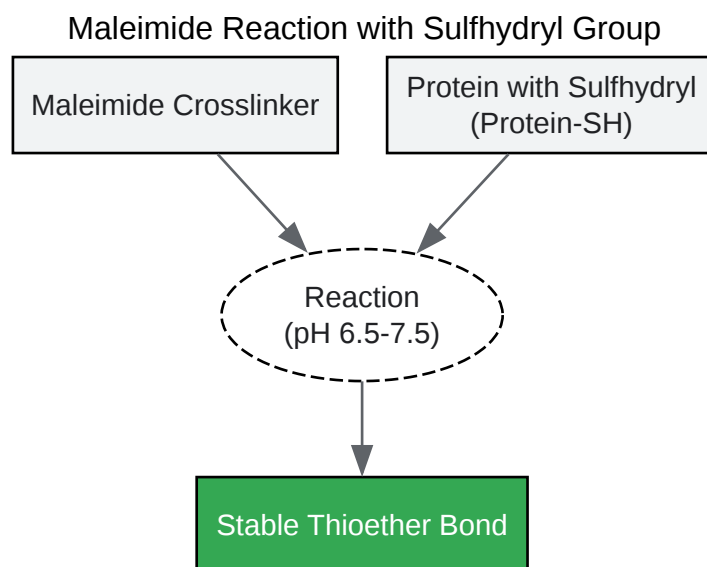 Maleimide Reaction with Sulfhydryl Group
Maleimide Crosslinker
Protein with Sulfhydryl
(Protein-SH)
Reaction
(pH 6.5-7.5)
Stable Thioether Bond